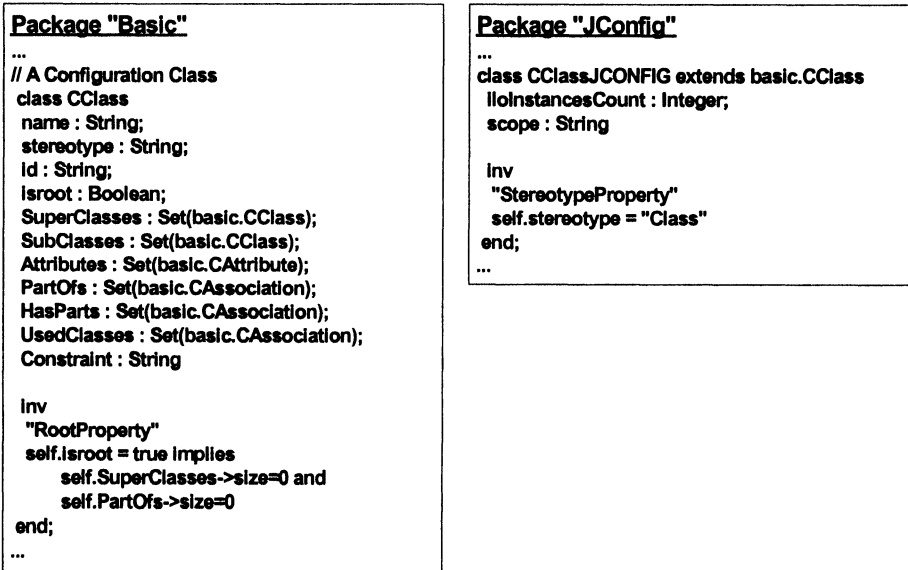 Package "Basic"
...
// A Configuration Class
class CClass
name : String;
stereotype : String;
id : String;
isroot : Boolean;
SuperClasses : Set(basic.CClass);
SubClasses : Set(basic.CClass);
Attributes : Set(basic.CAttribute);
PartOfs : Set(basic.CAssociation);
HasParts : Set(basic.CAssociation);
UsedClasses : Set(basic.CAssociation);
Constraint : String
inv
"RootProperty"
self.isroot = true implies
self.SuperClasses->size=0 and
self.PartOfs->size=0
end;
...
Package "JConfig"
...
class CClassJCONFIG extends basic.CClass
iloInstancesCount : Integer;
scope : String
inv
"StereotypeProperty"
self.stereotype = "Class"
end;
...